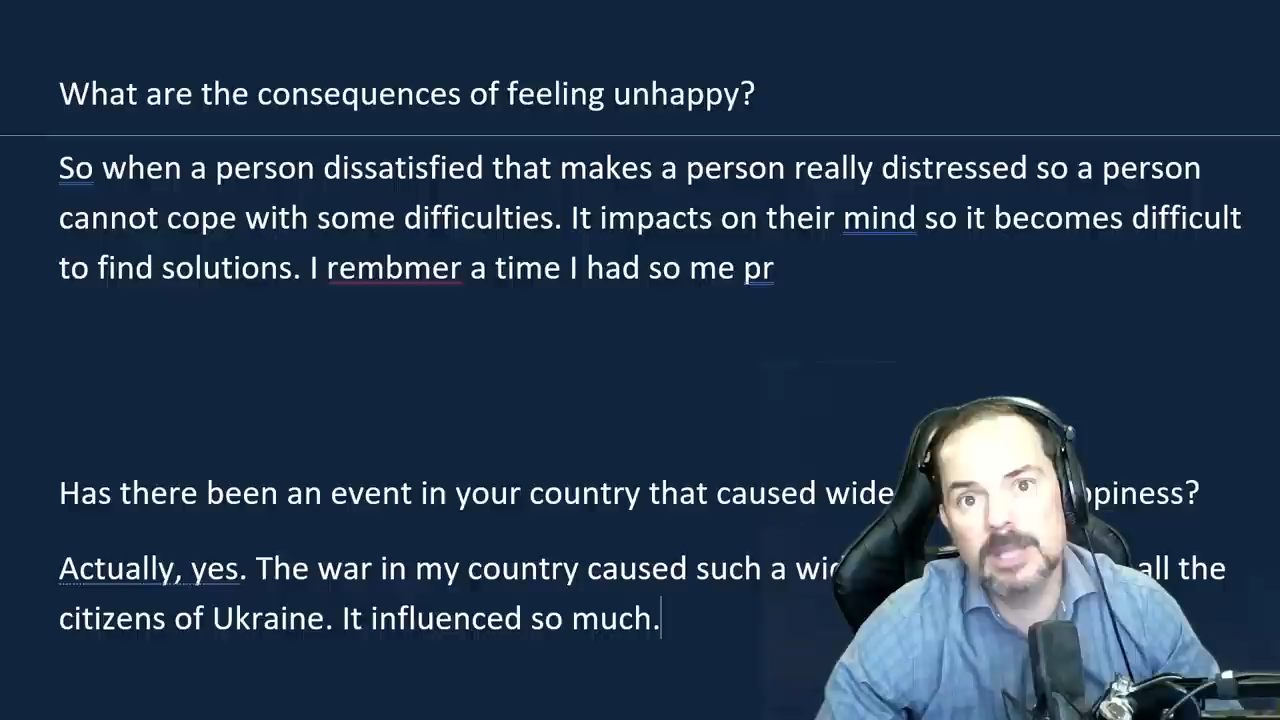 What are the consequences of feeling unhappy?
So when a person dissatisfied that makes a person really distressed so a person
cannot cope with some difficulties. It impacts on their mind so it becomes difficult
to find solutions. I rembmer a time I had so me pr
Has there been an event in your country that caused wide
Actually, yes. The war in my country caused such a all the
citizens of Ukraine. It influenced so much.